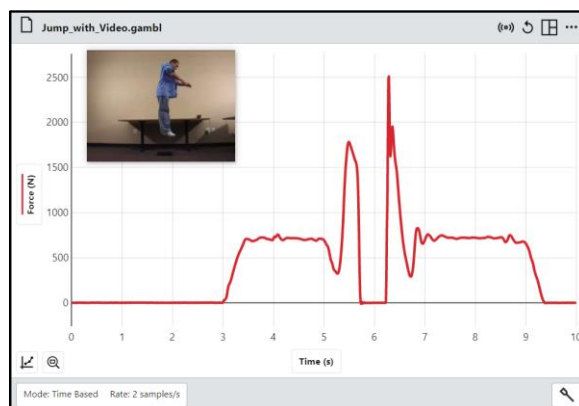 Jump_with_Video.gambl
2500
2000
1500
1000
500
0
Force (N)
0 1 2 3 4 5 6 7 8 9 10
Time (s)
Mode: Time Based Rate: 2 samples/s